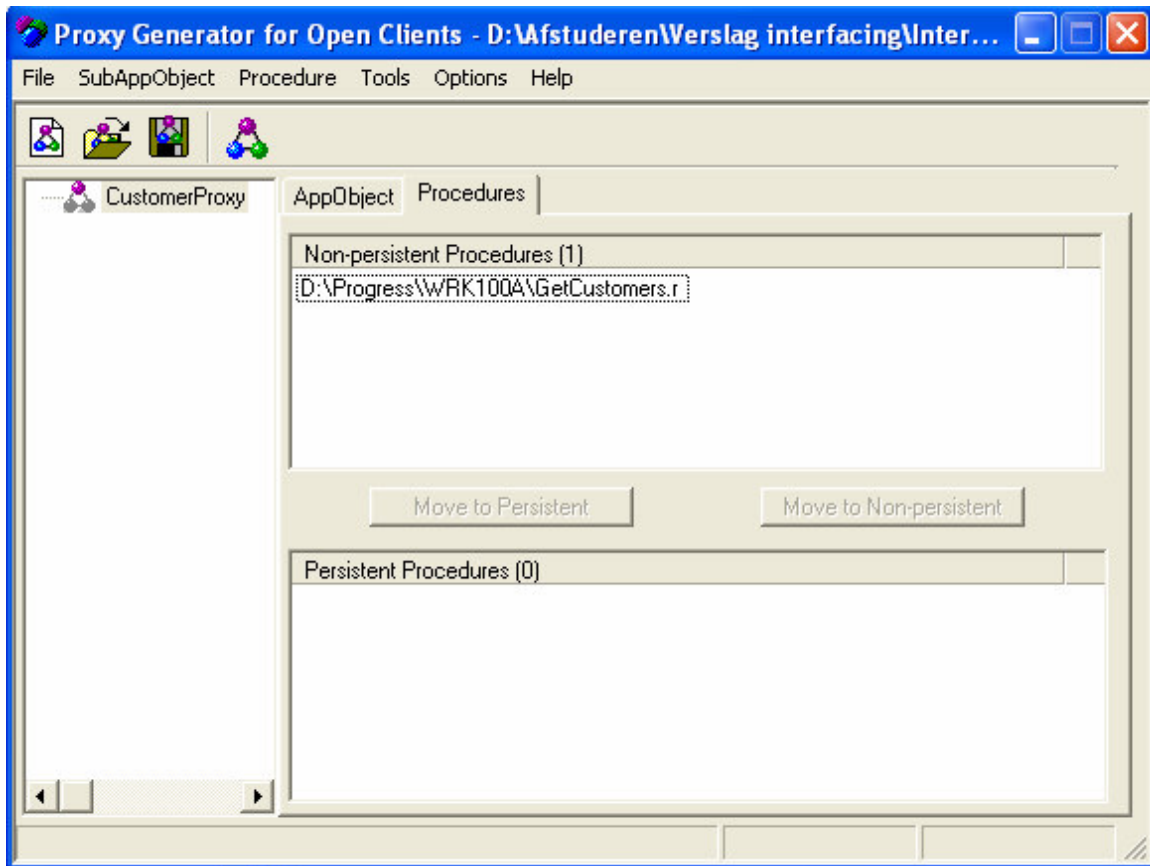 Proxy Generator for Open Clients - D:\Afstuderen\Verslag interfacing\Inter...
File SubAppObject Procedure Tools Options Help
CustomerProxy
AppObject Procedures
Non-persistent Procedures (1)
D:\Progress\WRK100A\GetCustomers.r
Move to Persistent Move to Non-persistent
Persistent Procedures (0)